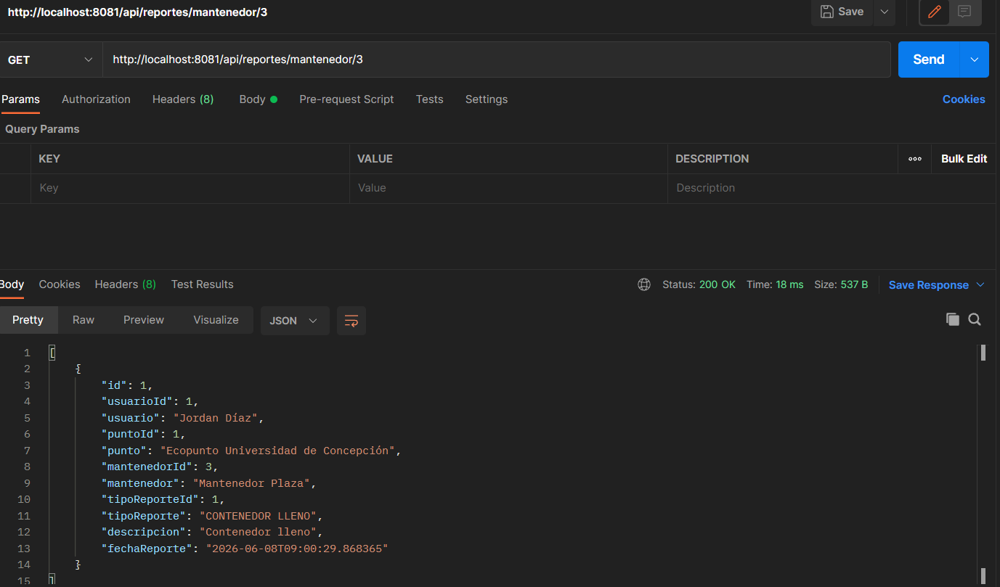 http://localhost:8081/api/reportes/mantenedor/3
Save
GET
http://localhost:8081/api/reportes/mantenedor/3
Send
Params Authorization Headers (8) Body Pre-request Script Tests Settings Cookies
Query Params
KEY VALUE DESCRIPTION Bulk Edit
Key Value Description
Body Cookies Headers (8) Test Results Status: 200 OK Time: 18 ms Size: 537 B Save Response
Pretty Raw Preview Visualize JSON
1 [
2 {
3 "id": 1,
4 "usuarioId": 1,
5 "usuario": "Jordan Díaz",
6 "puntoId": 1,
7 "punto": "Ecopunto Universidad de Concepción",
8 "mantenedorId": 3,
9 "mantenedor": "Mantenedor Plaza",
10 "tipoReporteId": 1,
11 "tipoReporte": "CONTENEDOR LLENO",
12 "descripcion": "Contenedor lleno",
13 "fechaReporte": "2026-06-08T09:00:29.868365"
14 }
15 ]